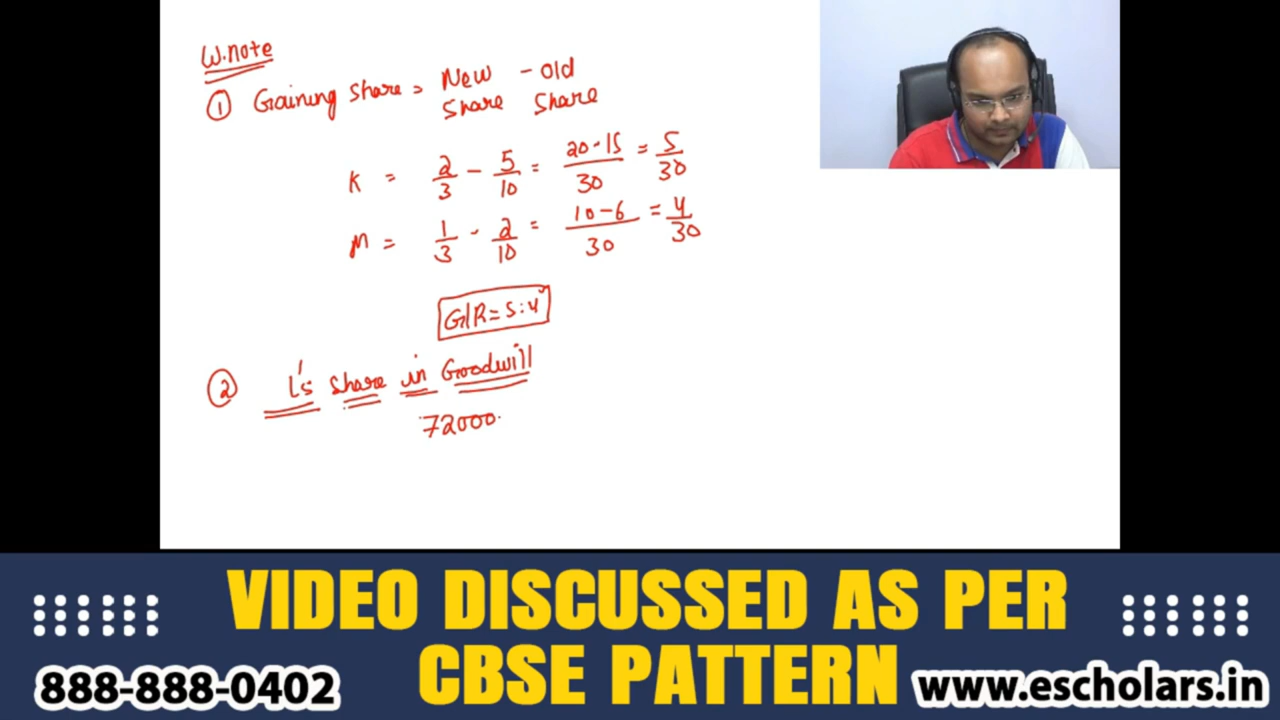 W.note
① Gaining share = New share - old share
K = 2/3 - 5/10 = 20-15/30 = 5/30
M = 1/3 - 2/10 = 10-6/30 = 4/30
G/R = 5:4
② L's share in Goodwill
72000.
VIDEO DISCUSSED AS PER
CBSE PATTERN
888-888-0402
www.escholars.in